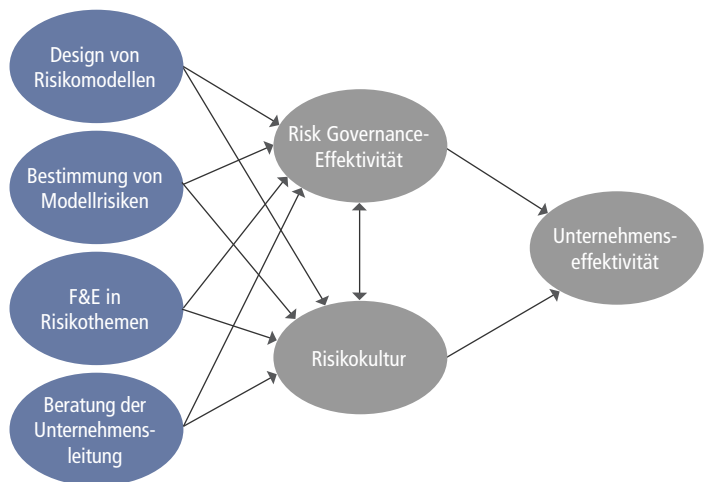 Design von
Risikomodellen
Bestimmung von
Modellrisiken
F&E in
Risikothemen
Beratung der
Unternehmens-
leitung
Risk Governance-
Effektivität
Risikokultur
Unternehmens-
effektivität